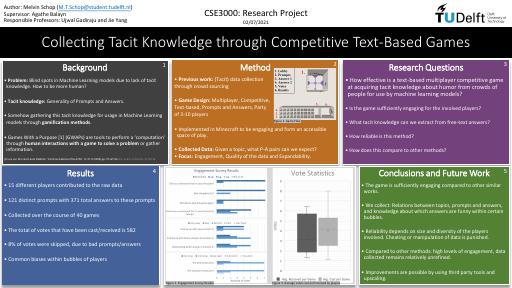 Author: Melvin Schop [M.T.Schop@student.tudelft.nl],
Supervisor: Agathe Balayn
Responsible Professors: Ujwal Gadiraju and Jie Yang
CSE3000: Research Project
02/07/2021
TUDelft
Collecting Tacit Knowledge through Competitive Text-Based Games
Background
1
• Problem: Blind spots in Machine Learning models due to lack of tacit
knowledge. How to be more human?
• Tacit knowledge: Generality of Prompts and Answers.
• Somehow gathering this tacit knowledge for usage in Machine Learning
models through gamification methods.
• Games With a Purpose [1] (GWAPs) are tools to perform a 'computation'
through human interactions with a game to solve a problem or gather
information.
Method
2
• Previous work: (Tacit) data collection
through crowd sourcing
• Game Design: Multiplayer, Competitive,
Text-based, Prompts and Answers, Party
of 3-10 players
• Implemented in Minecraft to be engaging and form an accessible
space of play.
• Collected Data: Given a topic, what P-A pairs can we expect?
• Focus: Engagement, Quality of the data and Expandability.
Research Questions
3
• How effective is a text-based multiplayer competitive game
at acquiring tacit knowledge about human from crowds of
people for use by machine learning models?
• Is the game sufficiently engaging for the involved players?
• What tacit knowledge can we extract from free-text answers?
• How reliable is this method?
• How does this compare to other methods?
Results
4
• 15 different players contributed to the raw data
• 121 distinct prompts with 371 total answers to these prompts
• Collected over the course of 40 games
• The total of votes that have been cast/received is 582
• 8% of votes were skipped, due to bad prompts/answers
• Common biases within bubbles of players
Engagement Survey Results
Vote Statistics
Conclusions and Future Work
5
• The game is sufficiently engaging compared to other similar
works.
• We collect: Relations between topics, prompts and answers,
and knowledge about which answers are funny within certain
bubbles.
• Reliability depends on size and diversity of the players
involved. Cheating or manipulation of data is punished.
• Compared to other methods: high levels of engagement, data
collected remains relatively unrefined.
• Improvements are possible by using third party tools and
upscaling.